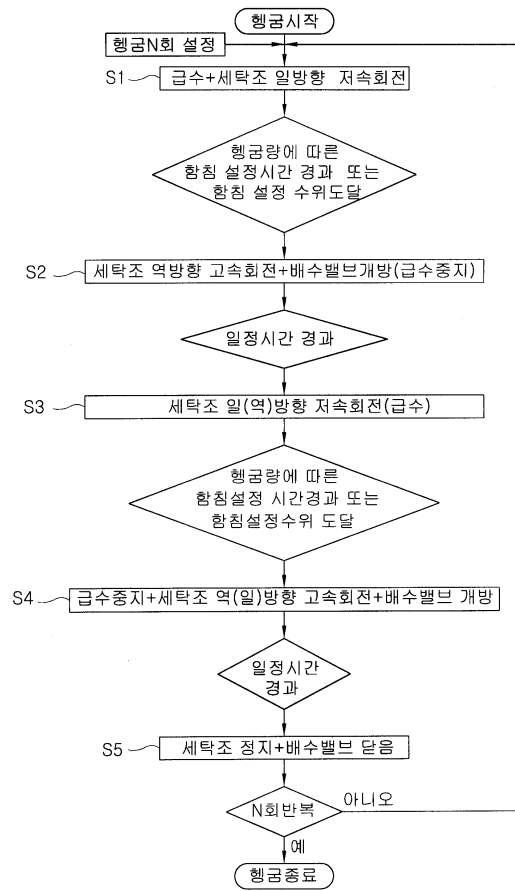 헹굼시작
헹굼N회 설정
S1
급수+세탁조 일방향 저속회전
헹굼량에 따른
함침 설정시간 경과 또는
함침 설정 수위도달
S2
세탁조 역방향 고속회전+배수밸브개방(급수중지)
일정시간 경과
S3
세탁조 일(역)방향 저속회전(급수)
헹굼량에 따른
함침설정 시간경과 또는
함침설정수위 도달
S4
급수중지+세탁조 역(일)방향 고속회전+배수밸브 개방
일정시간
경과
S5
세탁조 정지+배수밸브 닫음
N회반복
아니오
예
헹굼종료